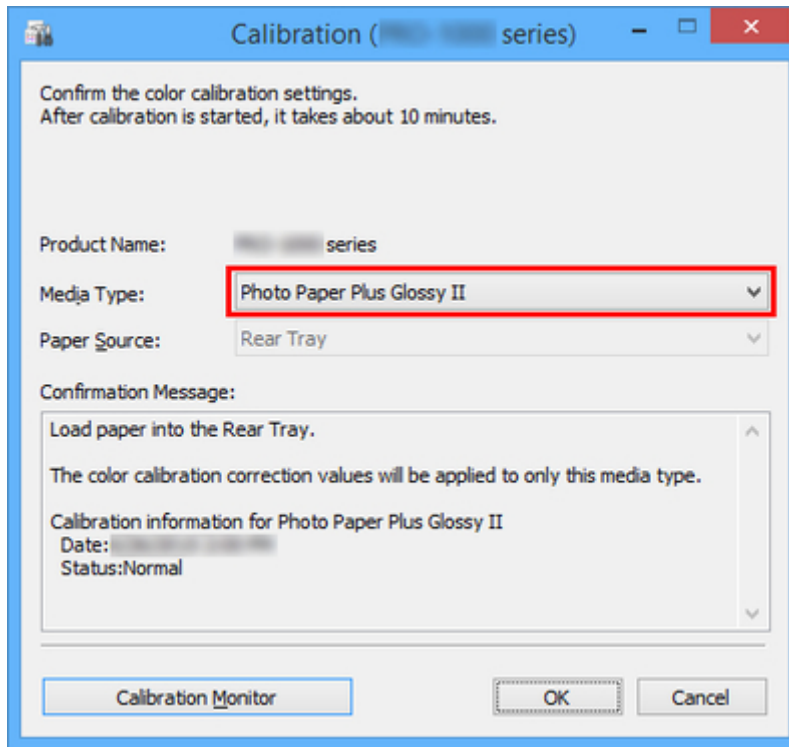 Calibration ( series)
Confirm the color calibration settings.
After calibration is started, it takes about 10 minutes.
Product Name: series
Media Type: Photo Paper Plus Glossy II
Paper Source: Rear Tray
Confirmation Message:
Load paper into the Rear Tray.
The color calibration correction values will be applied to only this media type.
Calibration information for Photo Paper Plus Glossy II
Date:
Status:Normal
Calibration Monitor OK Cancel